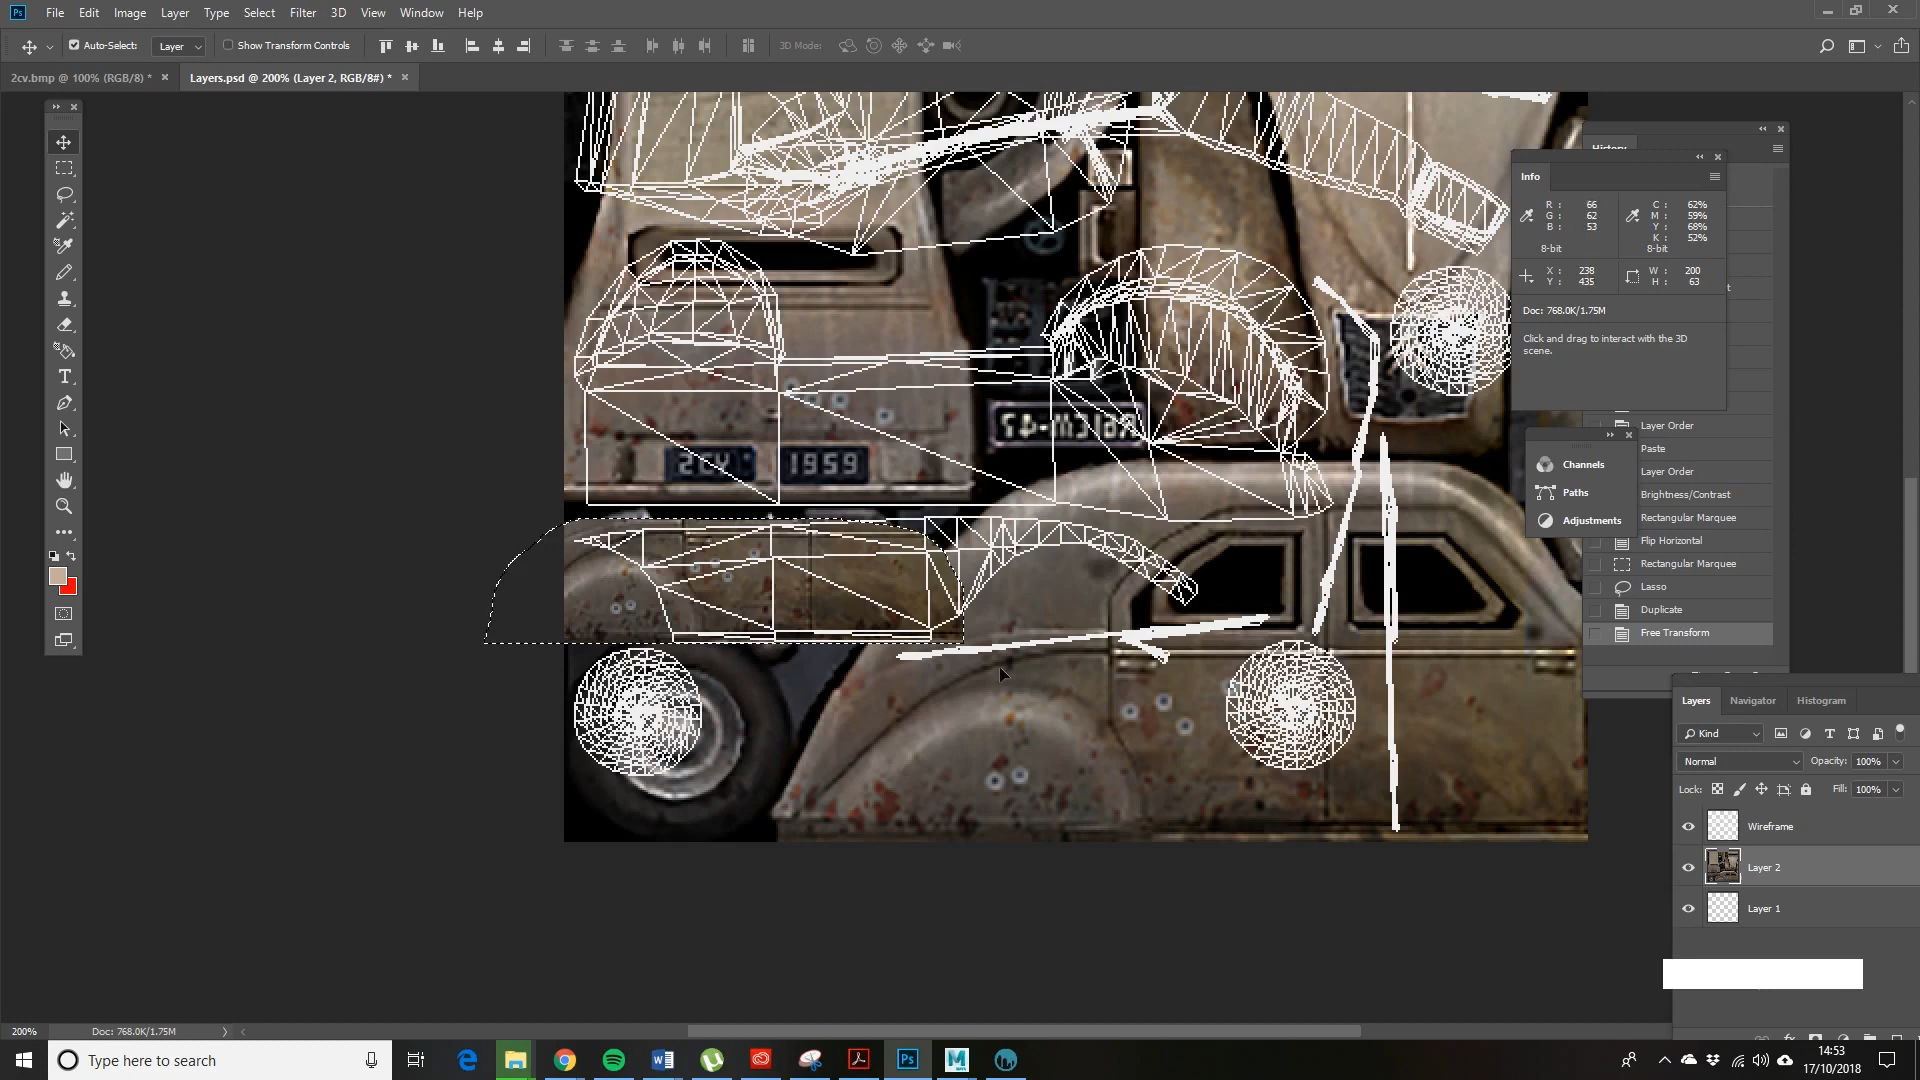 Ps File Edit Image Layer Type Select Filter 3D View Window Help
Auto-Select: Layer Show Transform Controls 3D Mode:
2cv.bmp @ 100% (RGB/8) * × Layers.psd @ 200% (Layer 2, RGB/8#) * ×
History
Info
R : 66 C : 62%
G : 62 M : 59%
B : 53 Y : 68%
K : 52%
8-bit 8-bit
X : 238 W : 200
Y : 435 H : 63
Doc: 768.0K/1.75M
Click and drag to interact with the 3D
scene.
Layer Order
Paste
Layer Order
Brightness/Contrast
Rectangular Marquee
Flip Horizontal
Rectangular Marquee
Lasso
Duplicate
Free Transform
Channels
Paths
Adjustments
2CV 1959
Layers Navigator Histogram
Kind
Normal Opacity: 100%
Lock: Fill: 100%
Wireframe
Layer 2
Layer 1
200% Doc: 768.0K/1.75M
Type here to search
14:53
17/10/2018